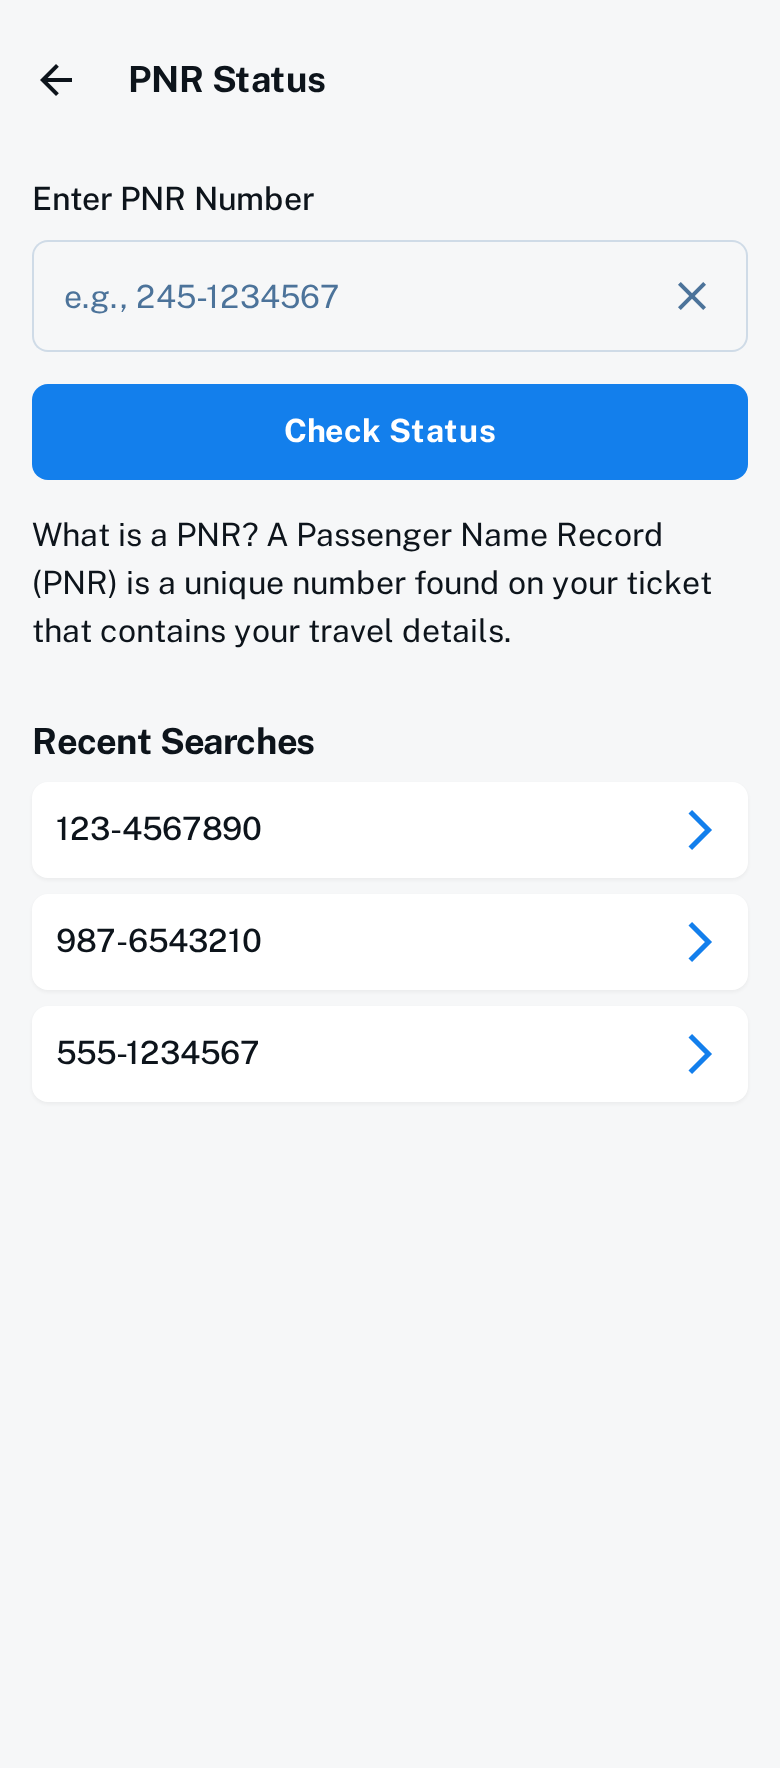 PNR Status
Enter PNR Number
e.g., 245-1234567
Check Status
What is a PNR? A Passenger Name Record
(PNR) is a unique number found on your ticket
that contains your travel details.
Recent Searches
123-4567890
987-6543210
555-1234567